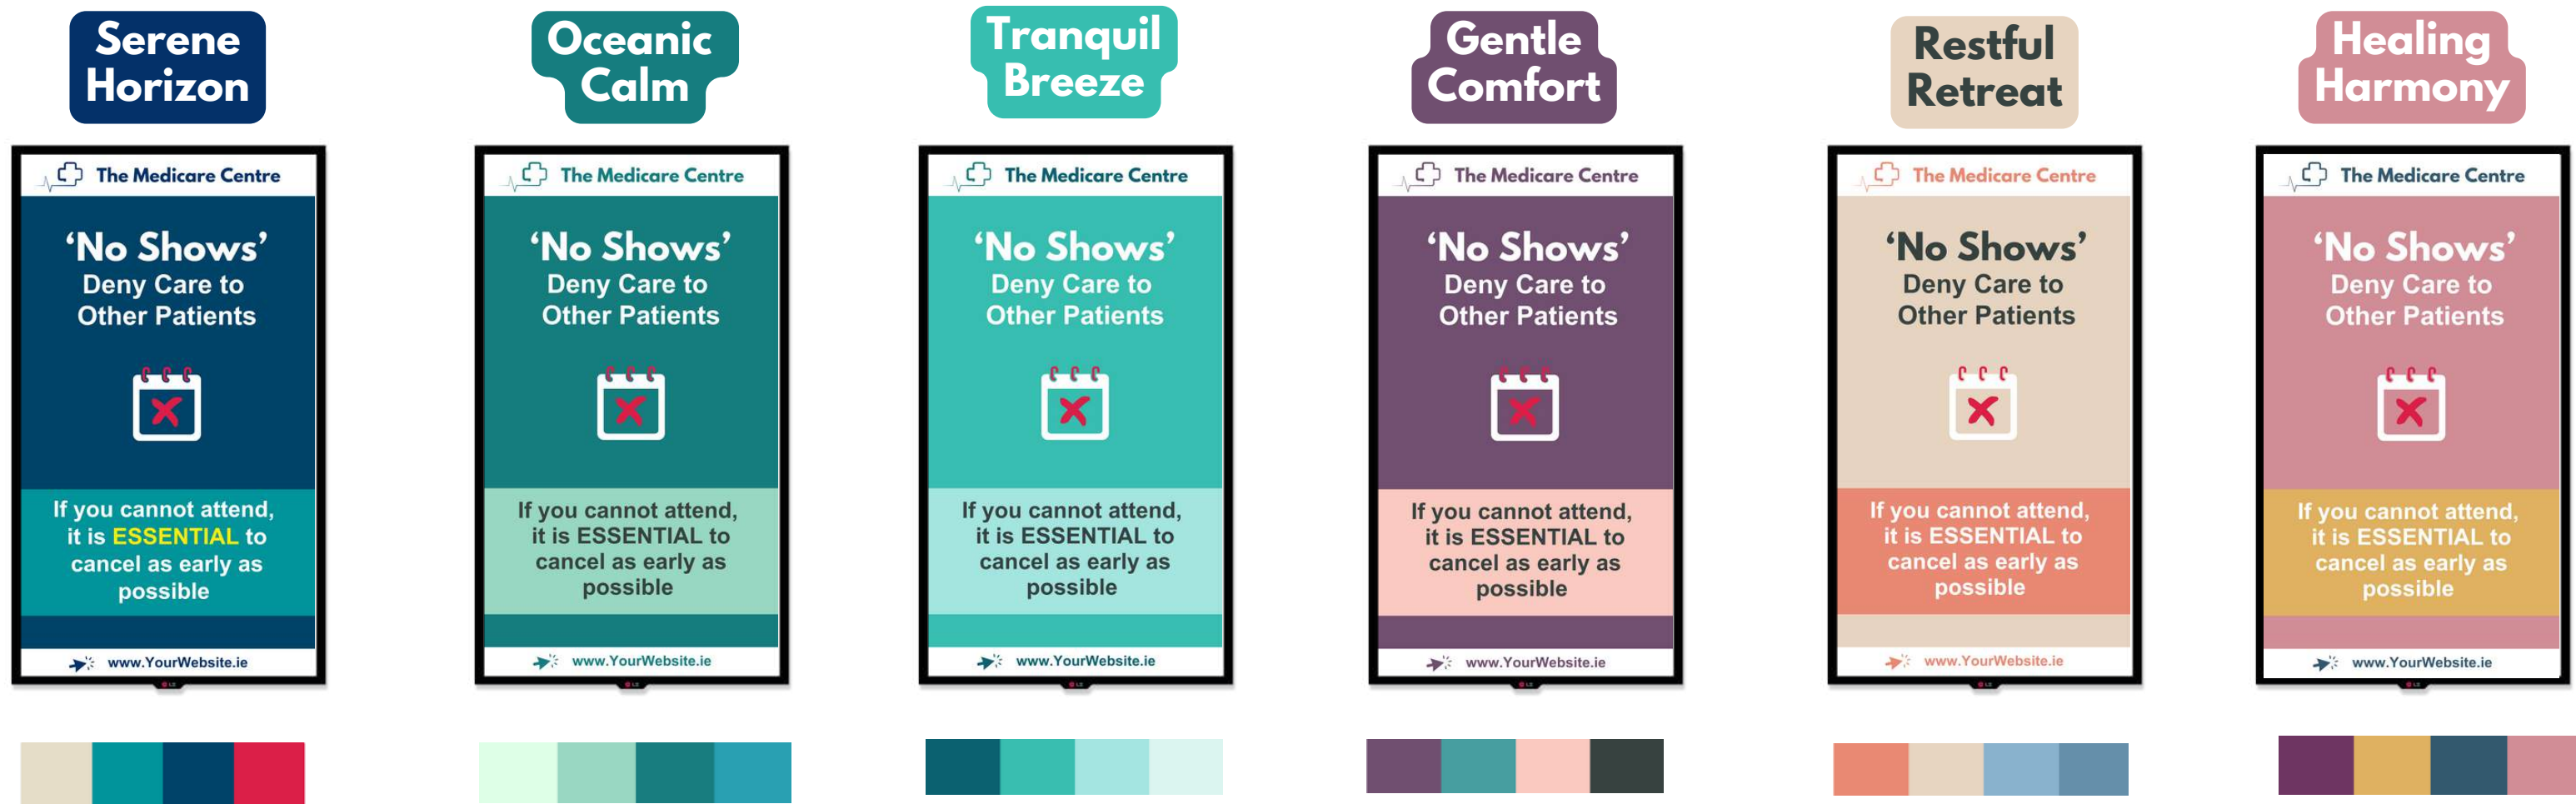 Serene
Horizon
The Medicare Centre
‘No Shows’
Deny Care to
Other Patients
If you cannot attend,
it is ESSENTIAL to
cancel as early as
possible
www.YourWebsite.ie
LG
Oceanic
Calm
The Medicare Centre
‘No Shows’
Deny Care to
Other Patients
If you cannot attend,
it is ESSENTIAL to
cancel as early as
possible
www.YourWebsite.ie
LG
Tranquil
Breeze
The Medicare Centre
‘No Shows’
Deny Care to
Other Patients
If you cannot attend,
it is ESSENTIAL to
cancel as early as
possible
www.YourWebsite.ie
LG
Gentle
Comfort
The Medicare Centre
‘No Shows’
Deny Care to
Other Patients
If you cannot attend,
it is ESSENTIAL to
cancel as early as
possible
www.YourWebsite.ie
LG
Restful
Retreat
The Medicare Centre
‘No Shows’
Deny Care to
Other Patients
If you cannot attend,
it is ESSENTIAL to
cancel as early as
possible
www.YourWebsite.ie
LG
Healing
Harmony
The Medicare Centre
‘No Shows’
Deny Care to
Other Patients
If you cannot attend,
it is ESSENTIAL to
cancel as early as
possible
www.YourWebsite.ie
LG